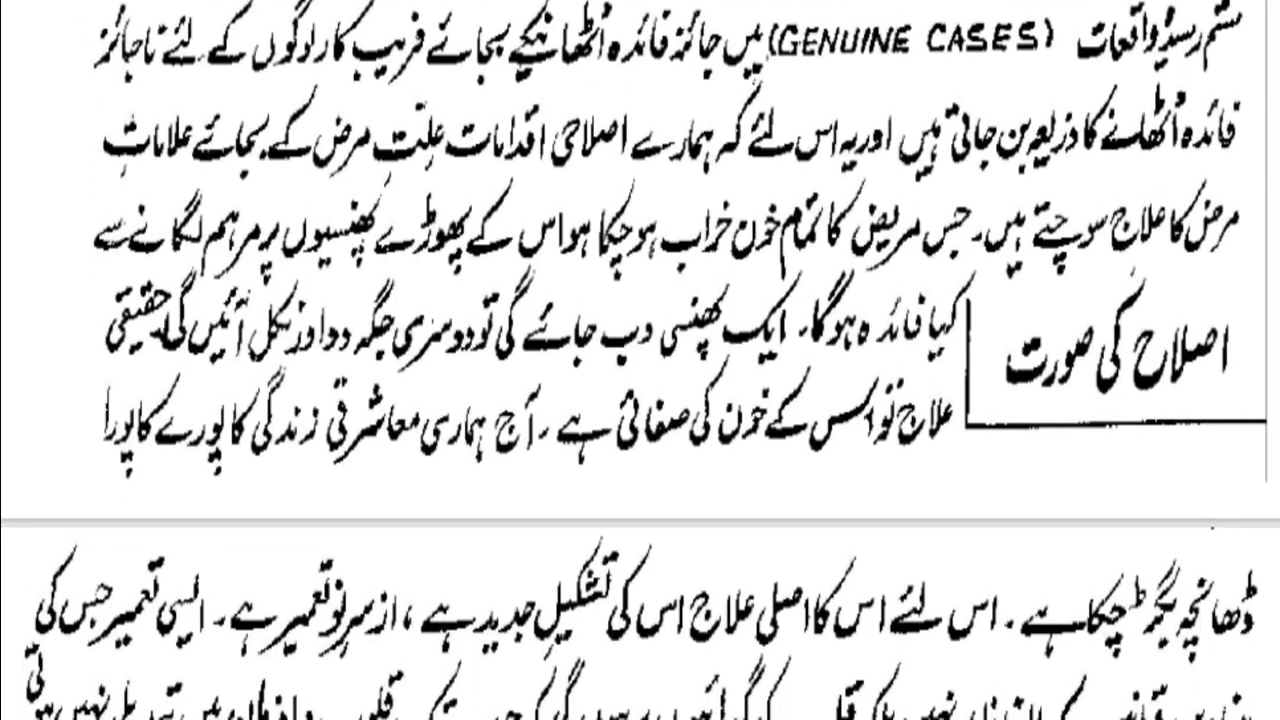 ستم رسیدہ واقعات (GENUINE CASES) میں جائز فائدہ اٹھانیکے بجائے فریب کار لوگوں کے لئے ناجائز
فائدہ اٹھانے کا ذریعہ بن جاتی ہیں اور یہ اس لئے کہ ہمارے اصلاحی اقدامات علّتِ مرض کے بجائے علاماتِ
مرض کا علاج سوچتے ہیں۔ جس مریض کا تمام خون خراب ہو چکا ہو اس کے پھوڑے پھنسیوں پر مرہم لگانے سے
اصلاح کی صورت
کیا فائدہ ہوگا۔ ایک پھنسی دب جائے گی تو دوسری جگہ دو اور نکل آئیں گی۔ حقیقی
علاج تو اس کے خون کی صفائی ہے۔ آج ہماری معاشرتی زندگی کا پورے کا پورا
ڈھانچہ بگڑ چکا ہے۔ اس لئے اس کا اصلی علاج اس کی تشکیلِ جدید ہے، از سرِ نو تعمیر ہے۔ ایسی تعمیر جس کی